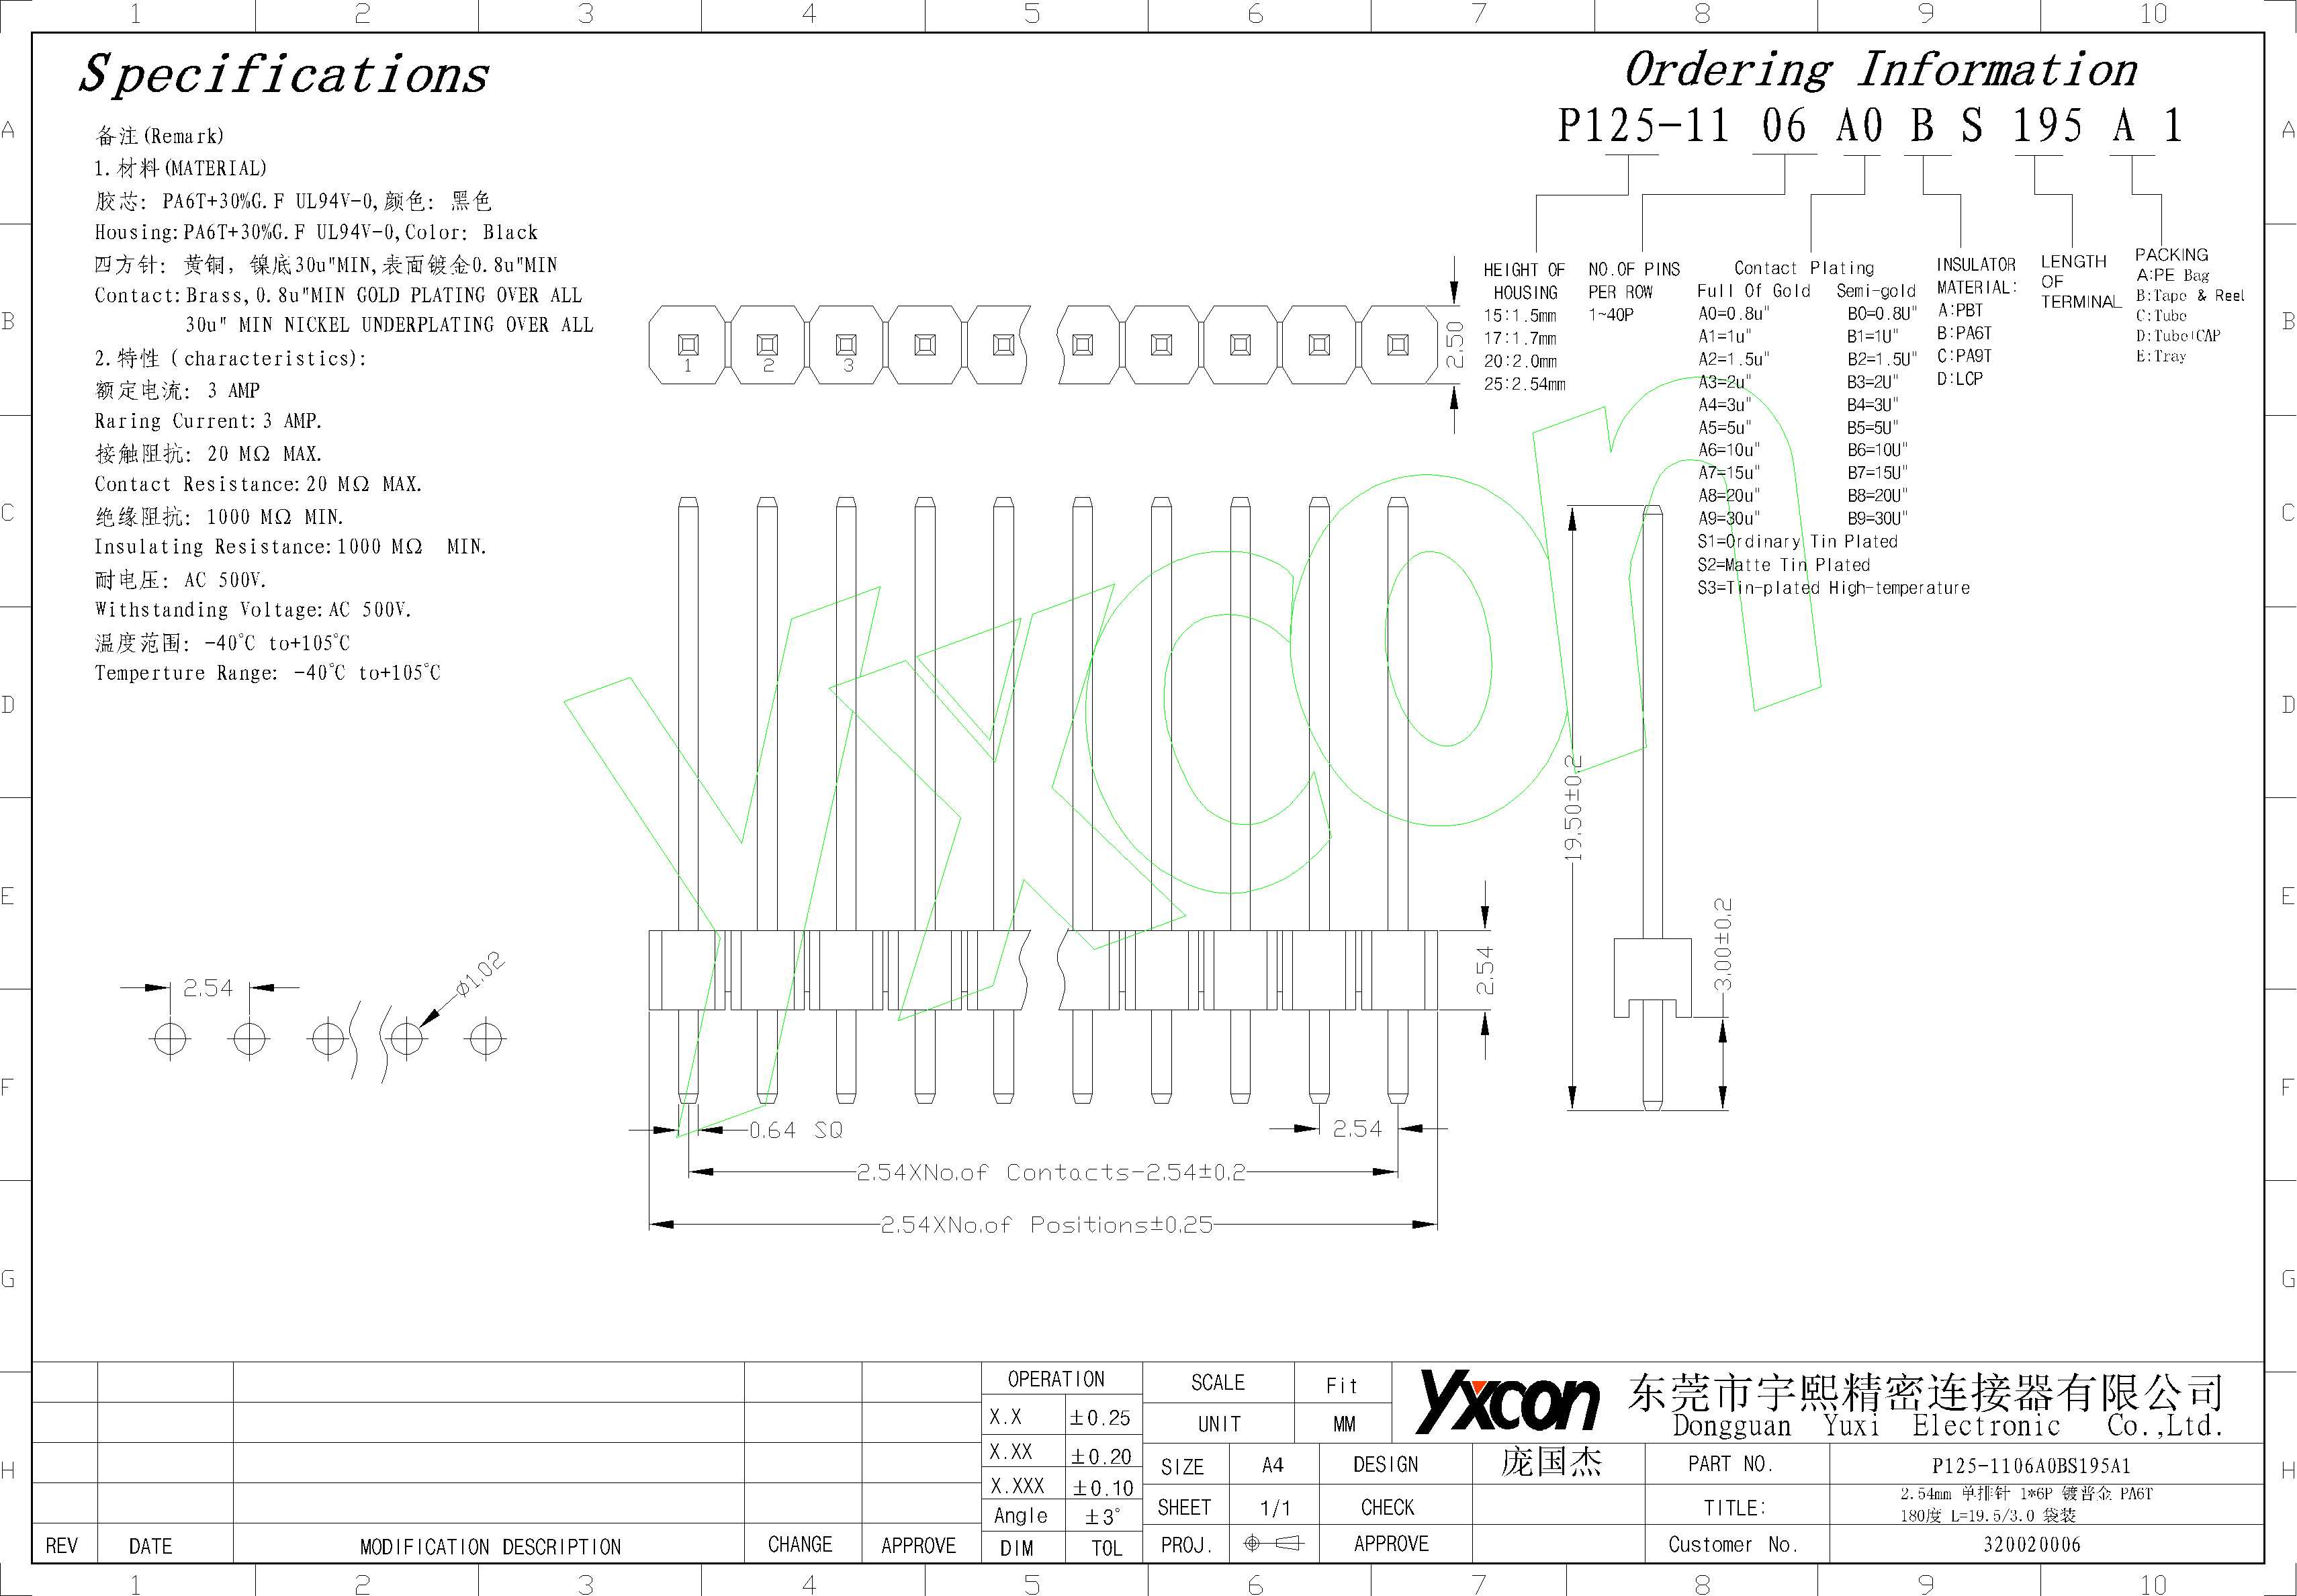 1 2 3 4 5 6 7 8 9 10
A
B
C
D
E
F
G
H
Specifications
备注(Remark)
1.材料(MATERIAL)
胶芯: PA6T+30%G.F UL94V-0,颜色: 黑色
Housing:PA6T+30%G.F UL94V-0,Color: Black
四方针: 黄铜, 镍底30u"MIN,表面镀金0.8u"MIN
Contact:Brass,0.8u"MIN GOLD PLATING OVER ALL
30u" MIN NICKEL UNDERPLATING OVER ALL
2.特性(characteristics):
额定电流: 3 AMP
Raring Current:3 AMP.
接触阻抗: 20 MΩ MAX.
Contact Resistance:20 MΩ MAX.
绝缘阻抗: 1000 MΩ MIN.
Insulating Resistance:1000 MΩ MIN.
耐电压: AC 500V.
Withstanding Voltage:AC 500V.
温度范围: -40℃ to+105℃
Temperture Range: -40℃ to+105℃
Ordering Information
P125-11 06 A0 B S 195 A 1
HEIGHT OF
HOUSING
15:1.5mm
17:1.7mm
20:2.0mm
25:2.54mm
NO.OF PINS
PER ROW
1~40P
Contact Plating
Full Of Gold Semi-gold
A0=0.8u" B0=0.8U"
A1=1u" B1=1U"
A2=1.5u" B2=1.5U"
A3=2u" B3=2U"
A4=3u" B4=3U"
A5=5u" B5=5U"
A6=10u" B6=10U"
A7=15u" B7=15U"
A8=20u" B8=20U"
A9=30u" B9=30U"
S1=Ordinary Tin Plated
S2=Matte Tin Plated
S3=Tin-plated High-temperature
INSULATOR
MATERIAL:
A:PBT
B:PA6T
C:PA9T
D:LCP
LENGTH
OF
TERMINAL
PACKING
A:PE Bag
B:Tape & Reel
C:Tube
D:Tube+CAP
E:Tray
1 2 3
2.50
yxcon
19.50±0.2
3.00±0.2
2.54
2.54
Φ1.02
0.64 SQ
2.54
2.54XNo.of Contacts-2.54±0.2
2.54XNo.of Positions±0.25
REV DATE MODIFICATION DESCRIPTION CHANGE APPROVE
OPERATION
X.X ±0.25
X.XX ±0.20
X.XXX ±0.10
Angle ±3°
DIM TOL
SCALE Fit
UNIT MM
SIZE A4 DESIGN 庞国杰
SHEET 1/1 CHECK
PROJ. APPROVE
Yxcon
东莞市宇熙精密连接器有限公司
Dongguan Yuxi Electronic Co.,Ltd.
PART NO. P125-1106A0BS195A1
TITLE: 2.54mm 单排针 1*6P 镀普金 PA6T
180度 L=19.5/3.0 袋装
Customer No. 320020006
A
B
C
D
E
F
G
H
1 2 3 4 5 6 7 8 9 10